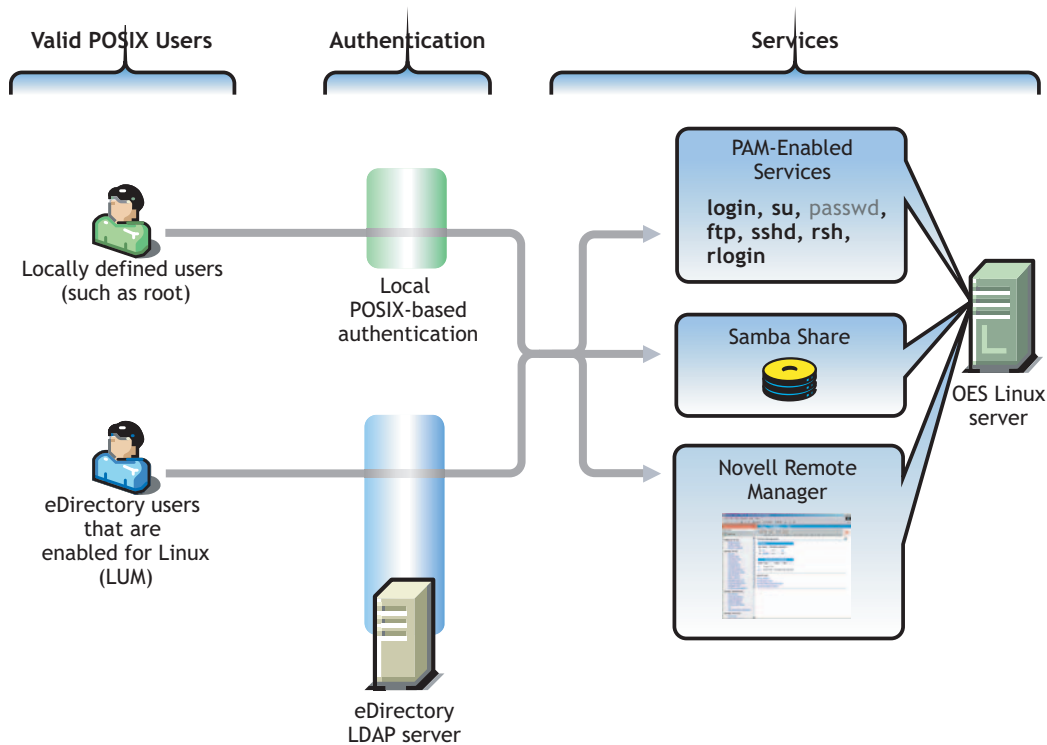 Valid POSIX Users
Authentication
Services
Locally defined users
(such as root)
Local
POSIX-based
authentication
eDirectory users
that are
enabled for Linux
(LUM)
eDirectory
LDAP server
PAM-Enabled
Services
login, su, passwd,
ftp, sshd, rsh,
rlogin
Samba Share
Novell Remote
Manager
OES Linux
server